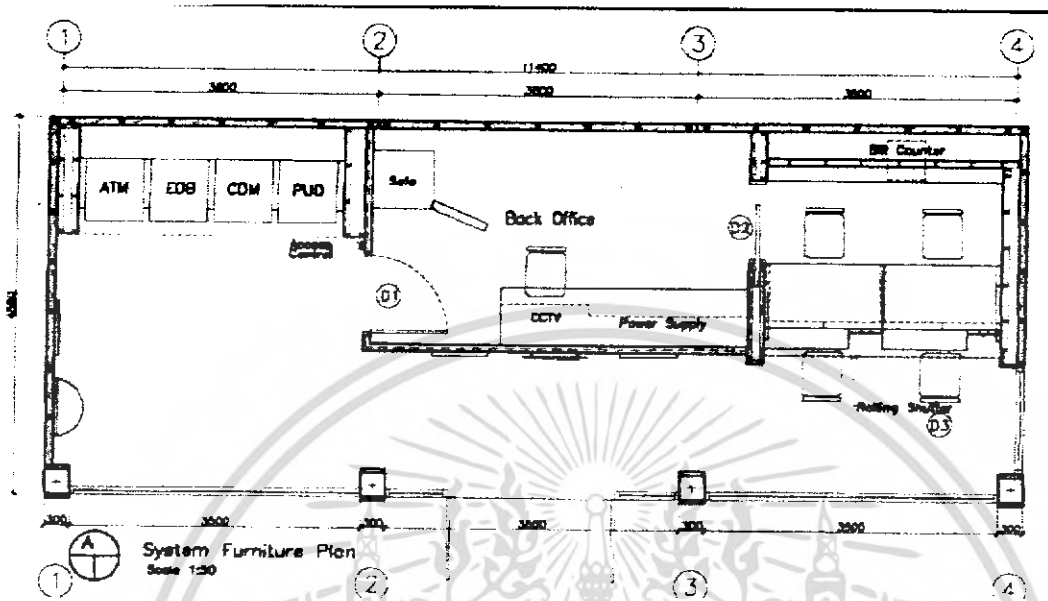 1 2 3 4
11400
3800 3800 3800
BIR Counter
ATM EDB CDM PUD
Safe
Back Office
D2
Access
Control
D1
CCTV Power Supply
Rolling Shutter
D3
300 3500 300 3500 300 3500 300
A
1
System Furniture Plan
Scale 1:50
1 2 3 4